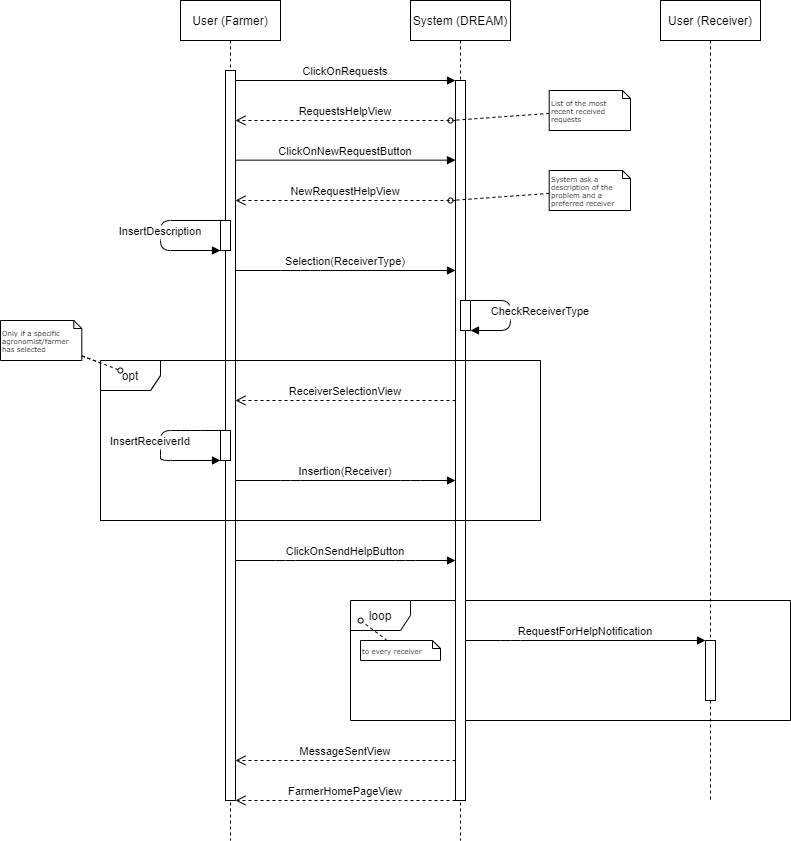 User (Farmer)
System (DREAM)
User (Receiver)
ClickOnRequests
List of the most
recent received
requests
RequestsHelpView
ClickOnNewRequestButton
System ask a
description of the
problem and a
preferred receiver
NewRequestHelpView
InsertDescription
Selection(ReceiverType)
CheckReceiverType
Only if a specific
agronomist/farmer
has selected
opt
ReceiverSelectionView
InsertReceiverId
Insertion(Receiver)
ClickOnSendHelpButton
loop
RequestForHelpNotification
to every receiver
MessageSentView
FarmerHomePageView